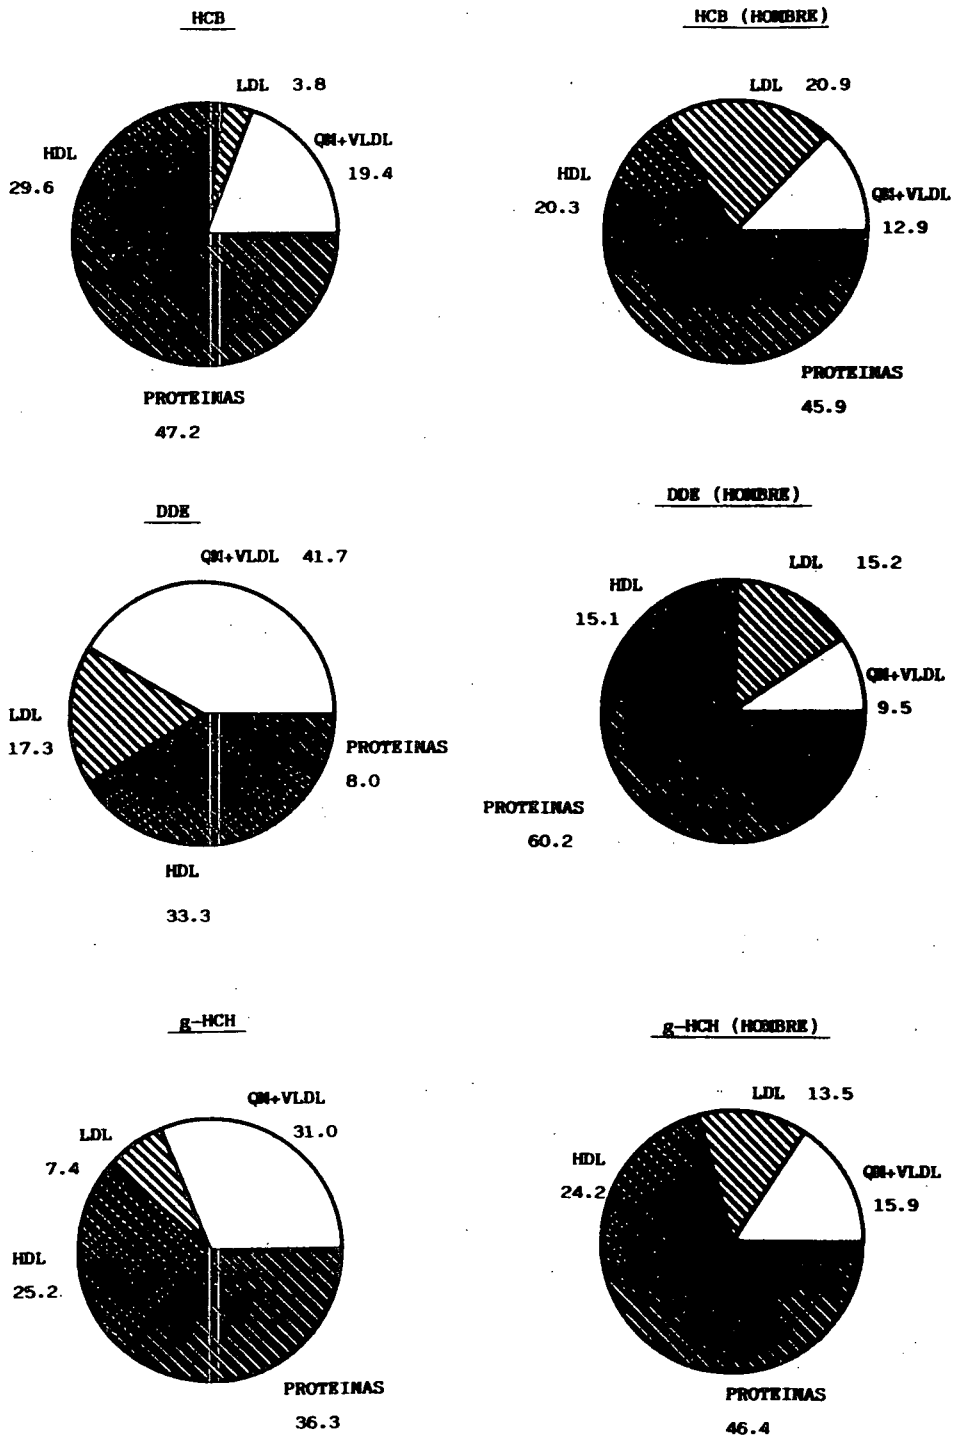 HCB
LDL 3.8
QM+VLDL
19.4
HDL
29.6
PROTEINAS
47.2
HCB (HOMBRE)
LDL 20.9
HDL
20.3
QM+VLDL
12.9
PROTEINAS
45.9
DDE
QM+VLDL 41.7
LDL
17.3
PROTEINAS
8.0
HDL
33.3
DDE (HOMBRE)
LDL 15.2
HDL
15.1
QM+VLDL
9.5
PROTEINAS
60.2
g-HCH
QM+VLDL
31.0
LDL
7.4
HDL
25.2
PROTEINAS
36.3
g-HCH (HOMBRE)
LDL 13.5
HDL
24.2
QM+VLDL
15.9
PROTEINAS
46.4